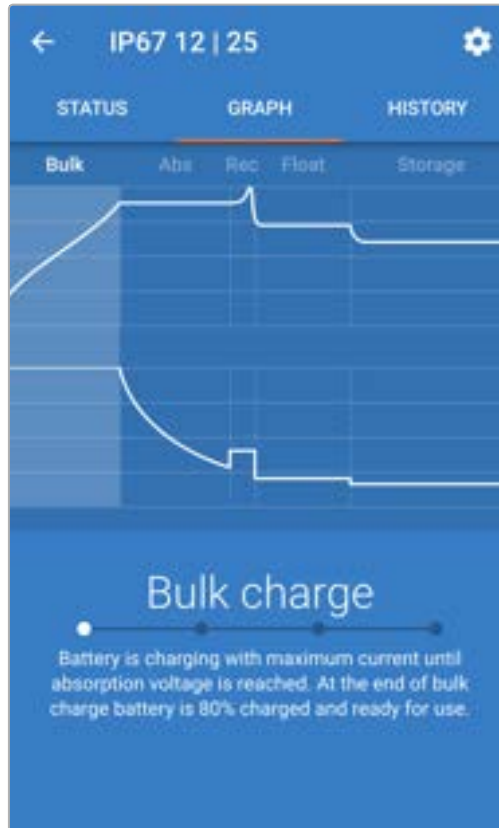 IP67 12 | 25
STATUS GRAPH HISTORY
Bulk Abs Rec Float Storage
Bulk charge
Battery is charging with maximum current until
absorption voltage is reached. At the end of bulk
charge battery is 80% charged and ready for use.